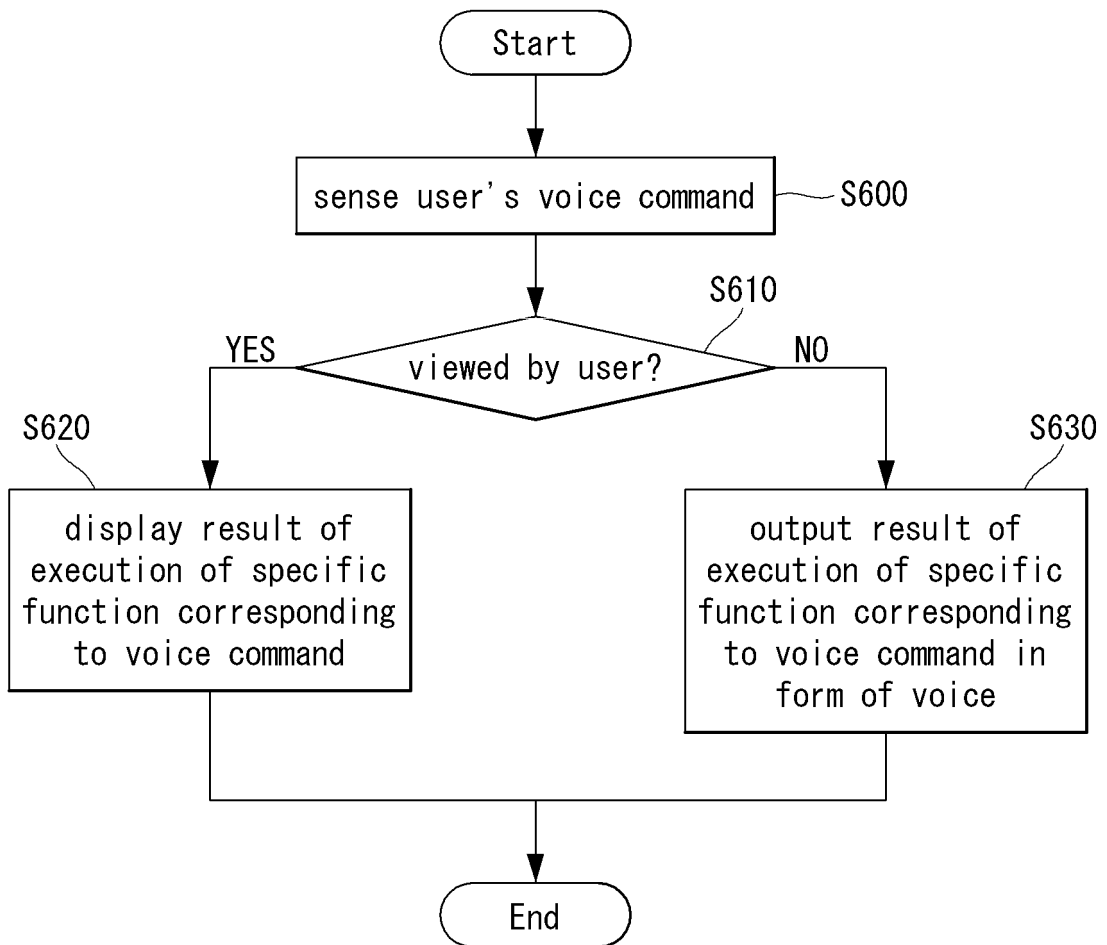 Start
sense user's voice command
S600
S610
YES
viewed by user?
NO
S620
S630
display result of
execution of specific
function corresponding
to voice command
output result of
execution of specific
function corresponding
to voice command in
form of voice
End